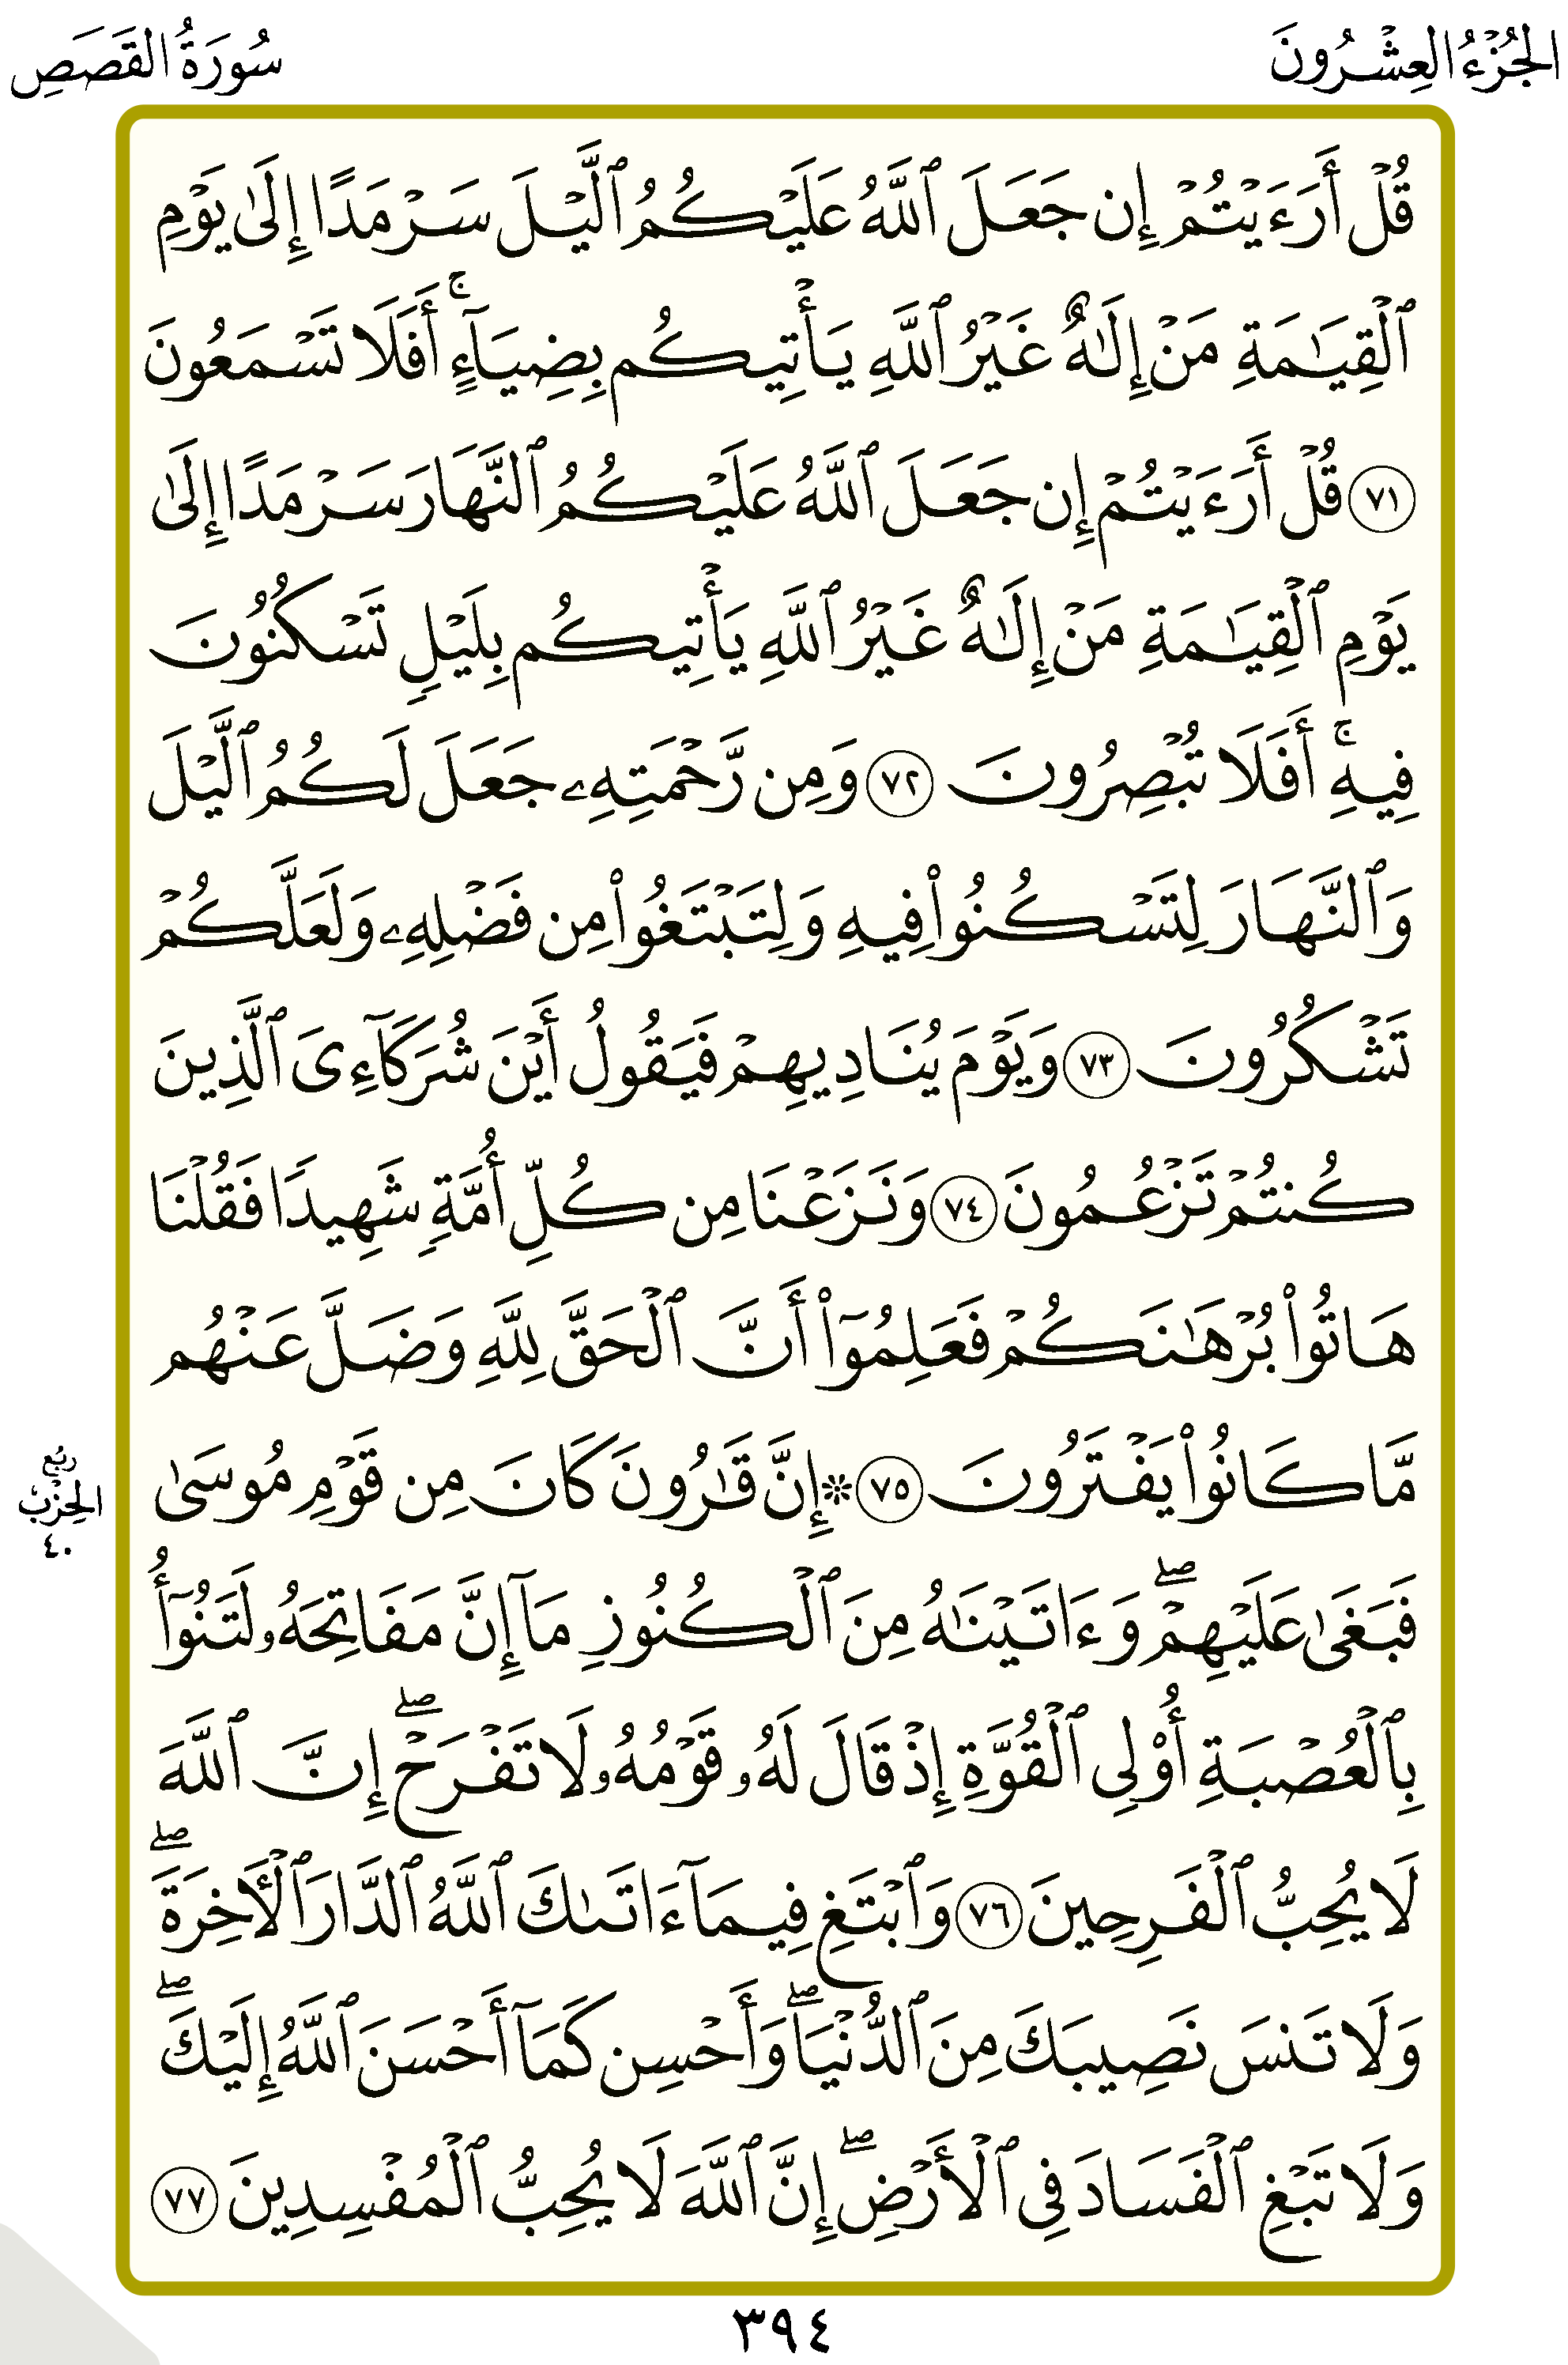 الجُزْءُ العِشْرُونَ
سُورَةُ القَصَصِ
قُلْ أَرَءَيْتُمْ إِن جَعَلَ ٱللَّهُ عَلَيْكُمُ ٱلَّيْلَ سَرْمَدًا إِلَىٰ يَوْمِ
ٱلْقِيَـٰمَةِ مَنْ إِلَـٰهٌ غَيْرُ ٱللَّهِ يَأْتِيكُم بِضِيَآءٍ ۚ أَفَلَا تَسْمَعُونَ
٧١ قُلْ أَرَءَيْتُمْ إِن جَعَلَ ٱللَّهُ عَلَيْكُمُ ٱلنَّهَارَ سَرْمَدًا إِلَىٰ
يَوْمِ ٱلْقِيَـٰمَةِ مَنْ إِلَـٰهٌ غَيْرُ ٱللَّهِ يَأْتِيكُم بِلَيْلٍ تَسْكُنُونَ
فِيهِ ۚ أَفَلَا تُبْصِرُونَ ٧٢ وَمِن رَّحْمَتِهِۦ جَعَلَ لَكُمُ ٱلَّيْلَ
وَٱلنَّهَارَ لِتَسْكُنُوا۟ فِيهِ وَلِتَبْتَغُوا۟ مِن فَضْلِهِۦ وَلَعَلَّكُمْ
تَشْكُرُونَ ٧٣ وَيَوْمَ يُنَادِيهِمْ فَيَقُولُ أَيْنَ شُرَكَآءِىَ ٱلَّذِينَ
كُنتُمْ تَزْعُمُونَ ٧٤ وَنَزَعْنَا مِن كُلِّ أُمَّةٍ شَهِيدًا فَقُلْنَا
هَاتُوا۟ بُرْهَـٰنَكُمْ فَعَلِمُوٓا۟ أَنَّ ٱلْحَقَّ لِلَّهِ وَضَلَّ عَنْهُم
مَّا كَانُوا۟ يَفْتَرُونَ ٧٥ ۞ إِنَّ قَـٰرُونَ كَانَ مِن قَوْمِ مُوسَىٰ
ربع
الحِزْب
٤٠
فَبَغَىٰ عَلَيْهِمْ ۖ وَءَاتَيْنَـٰهُ مِنَ ٱلْكُنُوزِ مَآ إِنَّ مَفَاتِحَهُۥ لَتَنُوٓأُ
بِٱلْعُصْبَةِ أُو۟لِى ٱلْقُوَّةِ إِذْ قَالَ لَهُۥ قَوْمُهُۥ لَا تَفْرَحْ ۖ إِنَّ ٱللَّهَ
لَا يُحِبُّ ٱلْفَرِحِينَ ٧٦ وَٱبْتَغِ فِيمَآ ءَاتَىٰكَ ٱللَّهُ ٱلدَّارَ ٱلْـَٔاخِرَةَ ۖ
وَلَا تَنسَ نَصِيبَكَ مِنَ ٱلدُّنْيَا ۖ وَأَحْسِن كَمَآ أَحْسَنَ ٱللَّهُ إِلَيْكَ ۖ
وَلَا تَبْغِ ٱلْفَسَادَ فِى ٱلْأَرْضِ ۖ إِنَّ ٱللَّهَ لَا يُحِبُّ ٱلْمُفْسِدِينَ ٧٧
٣٩٤